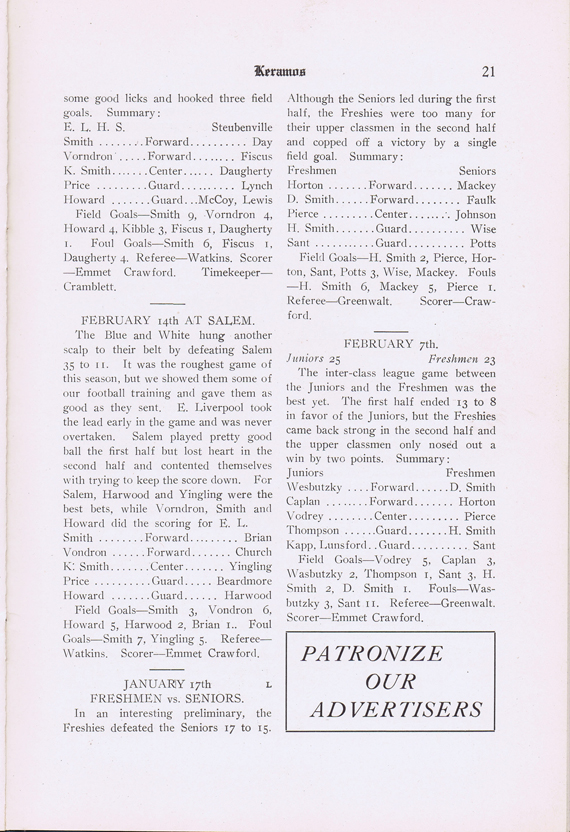 Keramos 21
some good licks and hooked three field
goals. Summary:
E. L. H. S. Steubenville
Smith ........Forward.......... Day
Vorndron .....Forward........ Fiscus
K. Smith.......Center...... Daugherty
Price .........Guard.......... Lynch
Howard .......Guard...McCoy, Lewis
Field Goals—Smith 9, Vorndron 4,
Howard 4, Kibble 3, Fiscus 1, Daugherty
1. Foul Goals—Smith 6, Fiscus 1,
Daugherty 4. Referee—Watkins. Scorer
—Emmet Crawford. Timekeeper—
Cramblett.
FEBRUARY 14th AT SALEM.
The Blue and White hung another
scalp to their belt by defeating Salem
35 to 11. It was the roughest game of
this season, but we showed them some of
our football training and gave them as
good as they sent. E. Liverpool took
the lead early in the game and was never
overtaken. Salem played pretty good
ball the first half but lost heart in the
second half and contented themselves
with trying to keep the score down. For
Salem, Harwood and Yingling were the
best bets, while Vorndron, Smith and
Howard did the scoring for E. L.
Smith ........Forward......... Brian
Vondron ......Forward....... Church
K. Smith.......Center....... Yingling
Price ..........Guard..... Beardmore
Howard .......Guard...... Harwood
Field Goals—Smith 3, Vondron 6,
Howard 5, Harwood 2, Brian 1.. Foul
Goals—Smith 7, Yingling 5. Referee—
Watkins. Scorer—Emmet Crawford.
JANUARY 17th L
FRESHMEN vs. SENIORS.
In an interesting preliminary, the
Freshies defeated the Seniors 17 to 15.
Although the Seniors led during the first
half, the Freshies were too many for
their upper classmen in the second half
and copped off a victory by a single
field goal. Summary:
Freshmen Seniors
Horton .......Forward....... Mackey
D. Smith......Forward........ Faulk
Pierce .........Center........ Johnson
H. Smith.......Guard.......... Wise
Sant ...........Guard.......... Potts
Field Goals—H. Smith 2, Pierce, Hor-
ton, Sant, Potts 3, Wise, Mackey. Fouls
—H. Smith 6, Mackey 5, Pierce 1.
Referee—Greenwalt. Scorer—Craw-
ford.
FEBRUARY 7th.
Juniors 25 Freshmen 23
The inter-class league game between
the Juniors and the Freshmen was the
best yet. The first half ended 13 to 8
in favor of the Juniors, but the Freshies
came back strong in the second half and
the upper classmen only nosed out a
win by two points. Summary:
Juniors Freshmen
Wesbutzky ....Forward......D. Smith
Caplan ........Forward....... Horton
Vodrey ........Center......... Pierce
Thompson .....Guard.......H. Smith
Kapp, Lunsford..Guard.......... Sant
Field Goals—Vodrey 5, Caplan 3,
Wasbutzky 2, Thompson 1, Sant 3, H.
Smith 2, D. Smith 1. Fouls—Was-
butzky 3, Sant 11. Referee—Greenwalt.
Scorer—Emmet Crawford.
PATRONIZE
OUR
ADVERTISERS